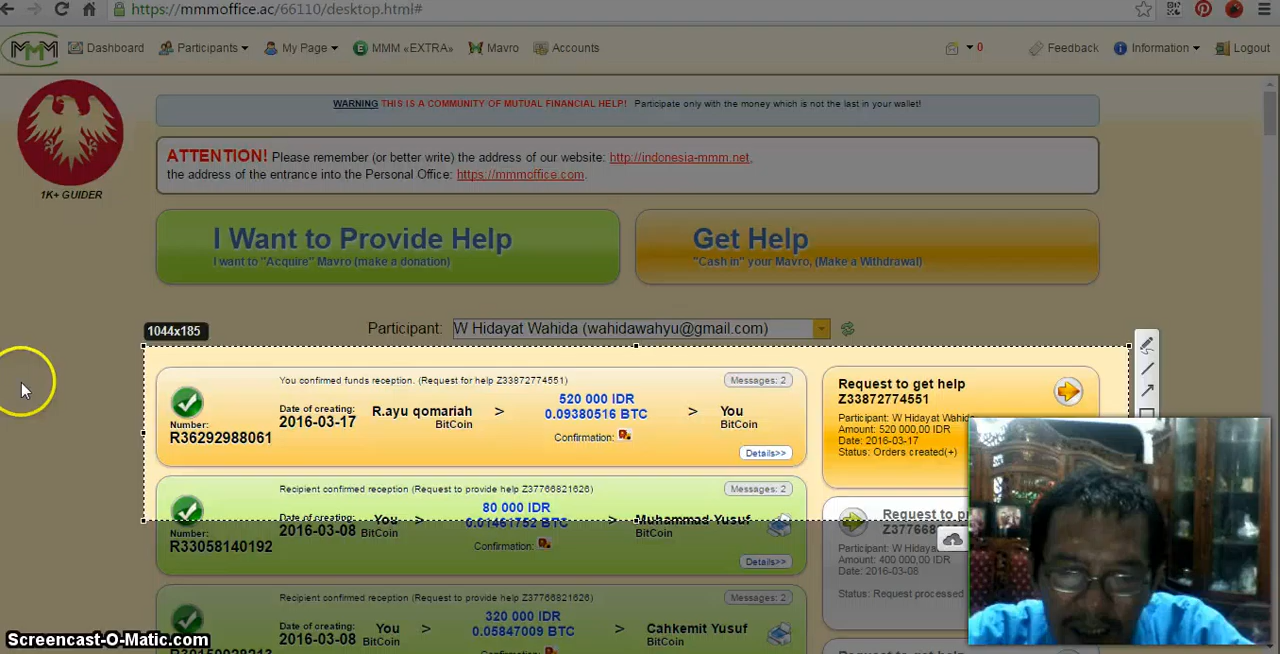 https://mmmoffice.ac/66110/desktop.html#
MMM Dashboard Participants My Page MMM «EXTRA» Mavro Accounts 0 Feedback Information Logout
WARNING THIS IS A COMMUNITY OF MUTUAL FINANCIAL HELP! Participate only with the money which is not the last in your wallet!
ATTENTION! Please remember (or better write) the address of our website: http://indonesia-mmm.net,
the address of the entrance into the Personal Office: https://mmmoffice.com.
1K+ GUIDER
I Want to Provide Help
I want to "Acquire" Mavro (make a donation)
Get Help
"Cash in" your Mavro, (Make a Withdrawal)
1044x185
Participant: W Hidayat Wahida (wahidawahyu@gmail.com)
You confirmed funds reception. (Request for help Z33872774551)
Messages: 2
Number:
R36292988061
Date of creating:
2016-03-17
R.ayu qomariah
BitCoin
>
520 000 IDR
0.09380516 BTC
Confirmation:
>
You
BitCoin
Details>>
Request to get help
Z33872774551
Participant: W Hidayat Wahida
Amount: 520 000,00 IDR
Date: 2016-03-17
Status: Orders created(+)
Recipient confirmed reception (Request to provide help Z37766821626)
Messages: 2
Number:
R33058140192
Date of creating:
2016-03-08
You
BitCoin
>
80 000 IDR
0.01461752 BTC
Confirmation:
>
Muhammad Yusuf
BitCoin
Details>>
Request to
Participant: W Hidaya
Amount: 400 000,00 IDR
Date: 2016-03-08
Status: Request processed
Recipient confirmed reception (Request to provide help Z37766821626)
Messages: 2
Number:
Date of creating:
2016-03-08
You
BitCoin
>
320 000 IDR
0.05847009 BTC
>
Cahkemit Yusuf
BitCoin
Screencast-O-Matic.com